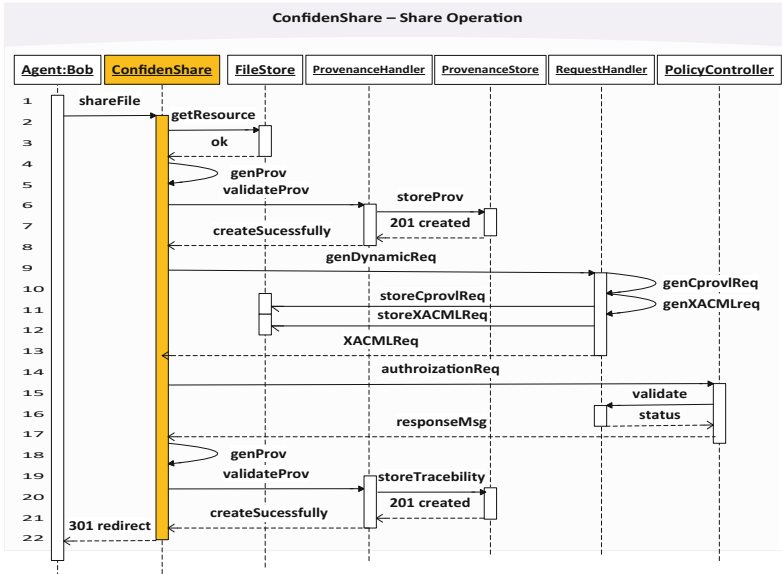 ConfidenShare – Share Operation
Agent:Bob ConfidenShare FileStore ProvenanceHandler ProvenanceStore RequestHandler PolicyController
1
shareFile
2 getResource
3 ok
4 genProv
5 validateProv
6 storeProv
7 201 created
8 createSucessfully
9 genDynamicReq
genCprovlReq
10 storeCprovlReq
genXACMLreq
11 storeXACMLReq
12
13 XACMLReq
14 authroizationReq
15 validate
16 status
17 responseMsg
18 genProv
19 validateProv storeTracebility
20 201 created
21 createSucessfully
22 301 redirect